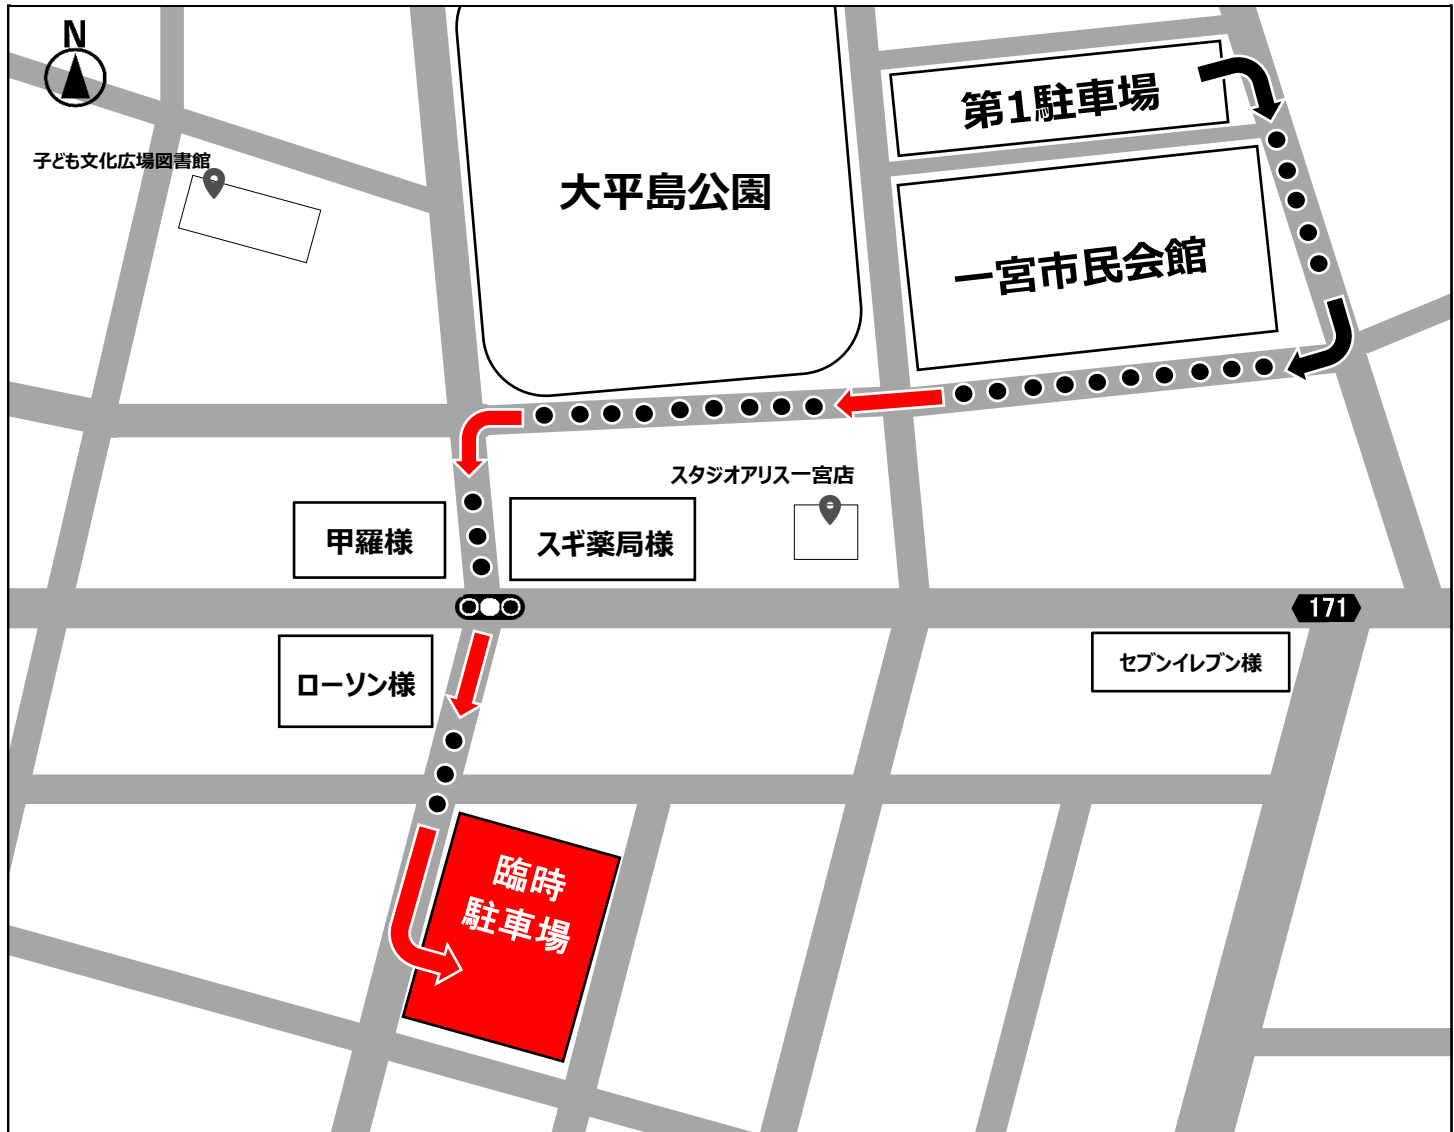 N
第1駐車場
子ども文化広場図書館
大平島公園
一宮市民会館
スタジオアリス一宮店
甲羅様
スギ薬局様
171
ローソン様
セブンイレブン様
臨時
駐車場